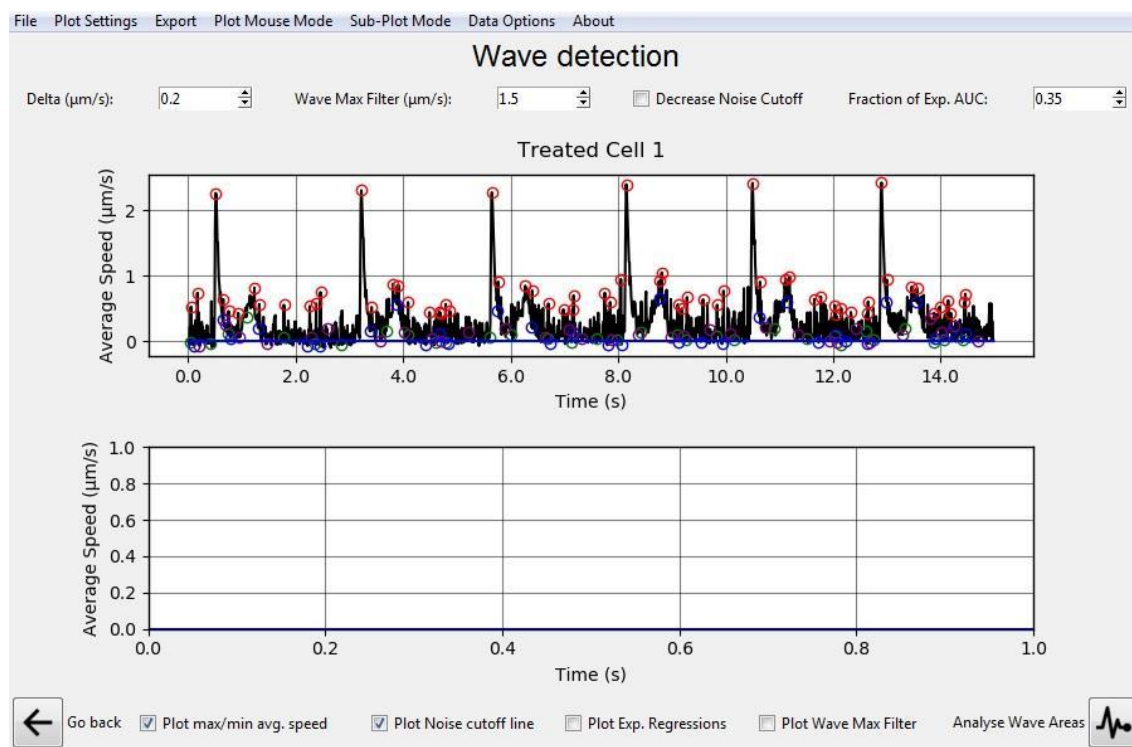 File Plot Settings Export Plot Mouse Mode Sub-Plot Mode Data Options About
Wave detection
Delta (µm/s): 0.2 Wave Max Filter (µm/s): 1.5 Decrease Noise Cutoff Fraction of Exp. AUC: 0.35
Treated Cell 1
Average Speed (µm/s)
2
1
0
0.0 2.0 4.0 6.0 8.0 10.0 12.0 14.0
Time (s)
Average Speed (µm/s)
1.0
0.8
0.6
0.4
0.2
0.0
0.0 0.2 0.4 0.6 0.8 1.0
Time (s)
Go back Plot max/min avg. speed Plot Noise cutoff line Plot Exp. Regressions Plot Wave Max Filter Analyse Wave Areas